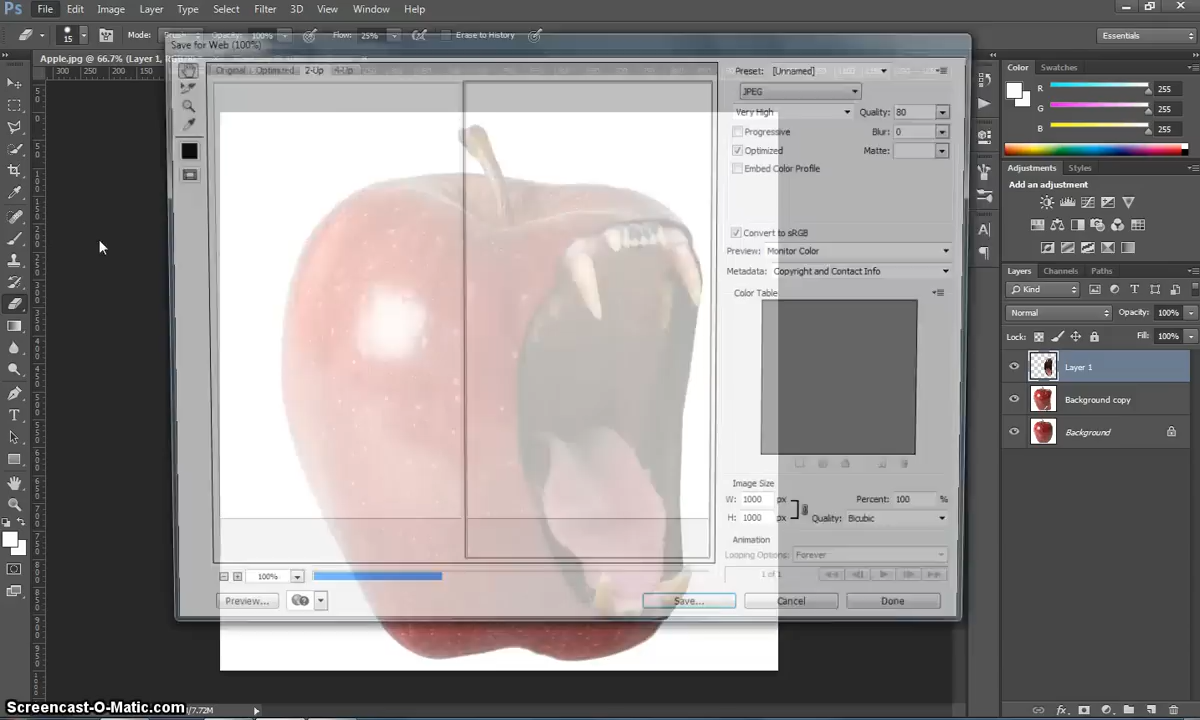 Ps File Edit Image Layer Type Select Filter 3D View Window Help
15 Mode: Brush Opacity: 100% Flow: 25% Erase to History Essentials
Save for Web (100%)
Apple.jpg @ 66.7% (Layer 1,
300 250 200 150
Original Optimized 2-Up 4-Up
Preset: [Unnamed]
JPEG
Very High Quality: 80
Progressive Blur: 0
Optimized Matte:
Embed Color Profile
Convert to sRGB
Preview: Monitor Color
Metadata: Copyright and Contact Info
Color Table
Image Size
W: 1000 px Percent: 100 %
H: 1000 px Quality: Bicubic
Animation
Looping Options: Forever
1 of 1
100%
Preview... Save... Cancel Done
Color Swatches
R 255
G 255
B 255
Adjustments Styles
Add an adjustment
Layers Channels Paths
Kind
Normal Opacity: 100%
Lock: Fill: 100%
Layer 1
Background copy
Background
Screencast-O-Matic.com
/7.72M